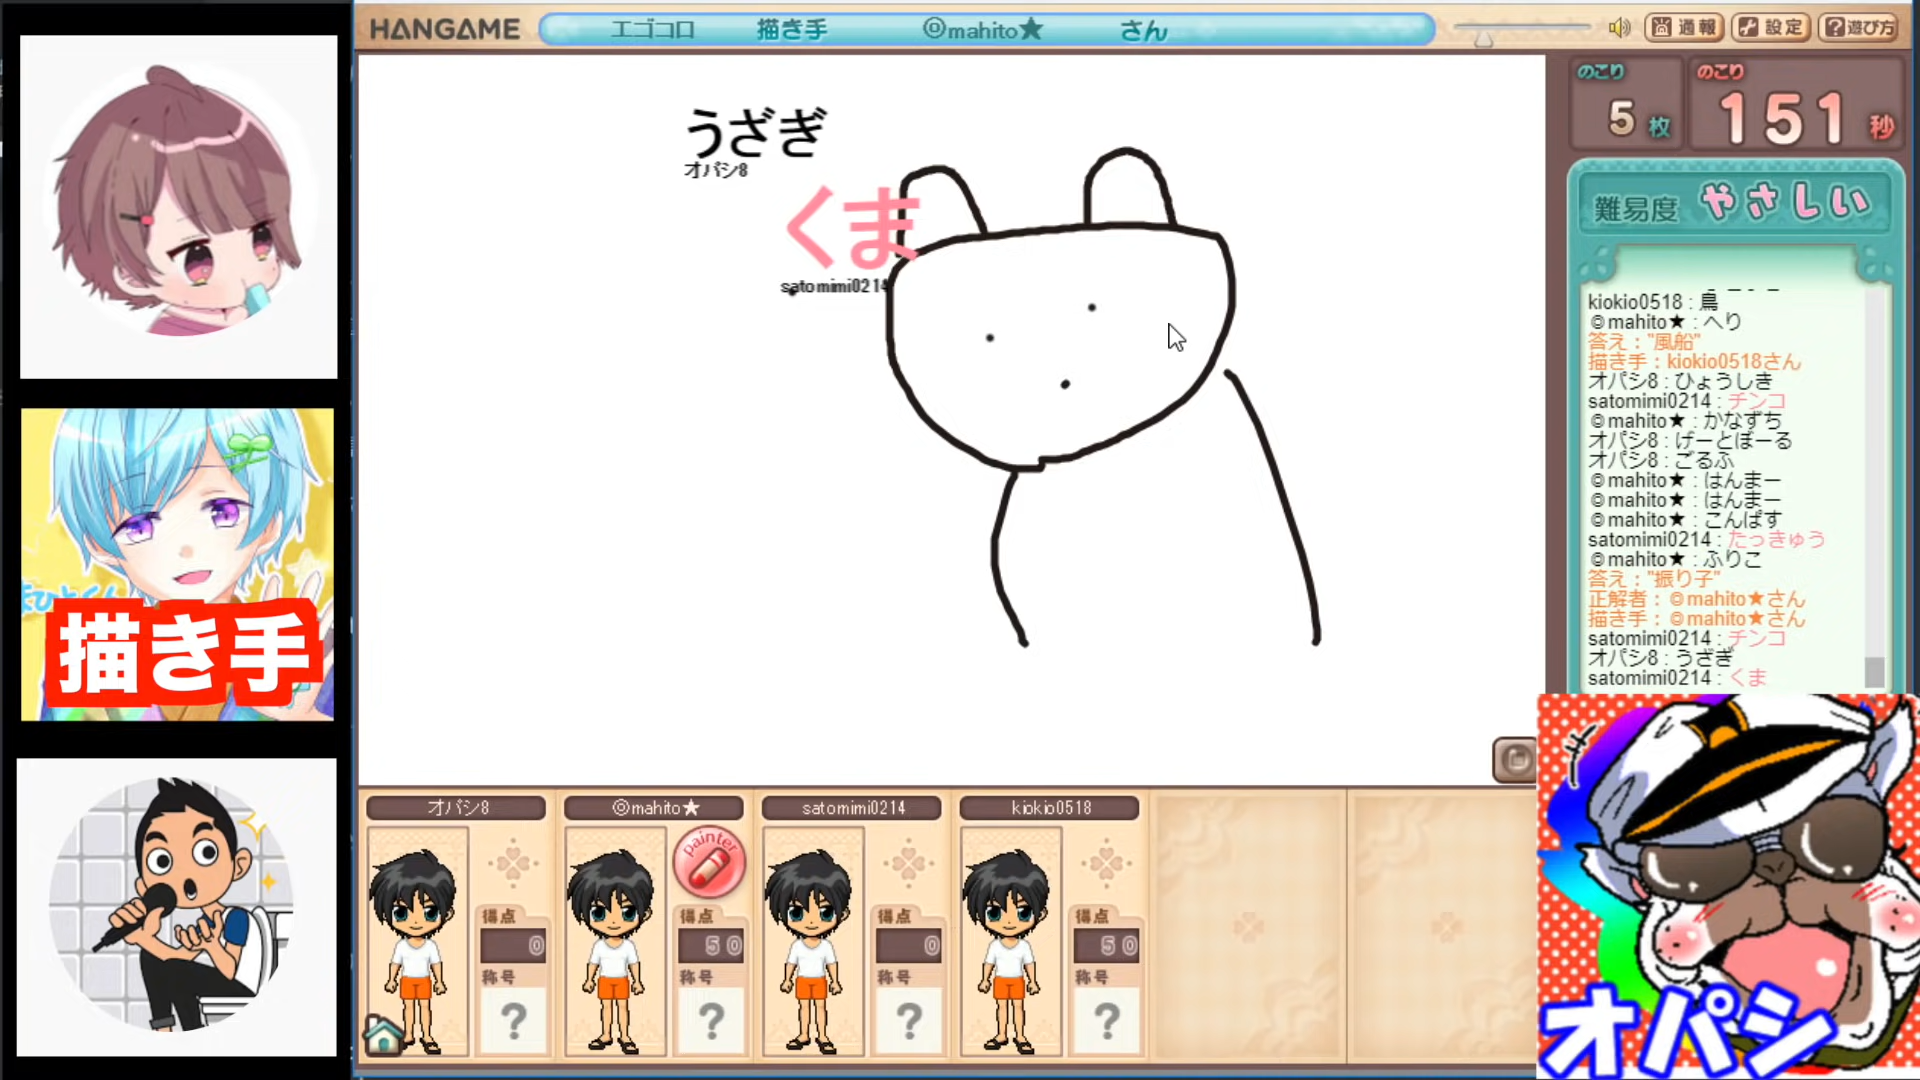 HANGAME
エゴコロ 描き手 ◎mahito★ さん
通報
設定
?遊び方
のこり
5枚
のこり
151秒
難易度 やさしい
うざぎ
オパシ8
くま
satomimi0214
kiokio0518 : 鳥
◎mahito★ : へり
答え："風船"
描き手：kiokio0518さん
オパシ8 : ひょうしき
satomimi0214 : チンコ
◎mahito★ : かなずち
オパシ8 : げーとぼーる
オパシ8 : ごるふ
◎mahito★ : はんまー
◎mahito★ : はんまー
◎mahito★ : こんぱす
satomimi0214 : たっきゅう
◎mahito★ : ふりこ
答え："振り子"
正解者：◎mahito★さん
描き手：◎mahito★さん
satomimi0214 : チンコ
オパシ8 : うざぎ
satomimi0214 : くま
描き手
オパシ8
得点
0
称号
?
◎mahito★
painter
得点
50
称号
?
satomimi0214
得点
0
称号
?
kiokio0518
得点
50
称号
?
オパシ